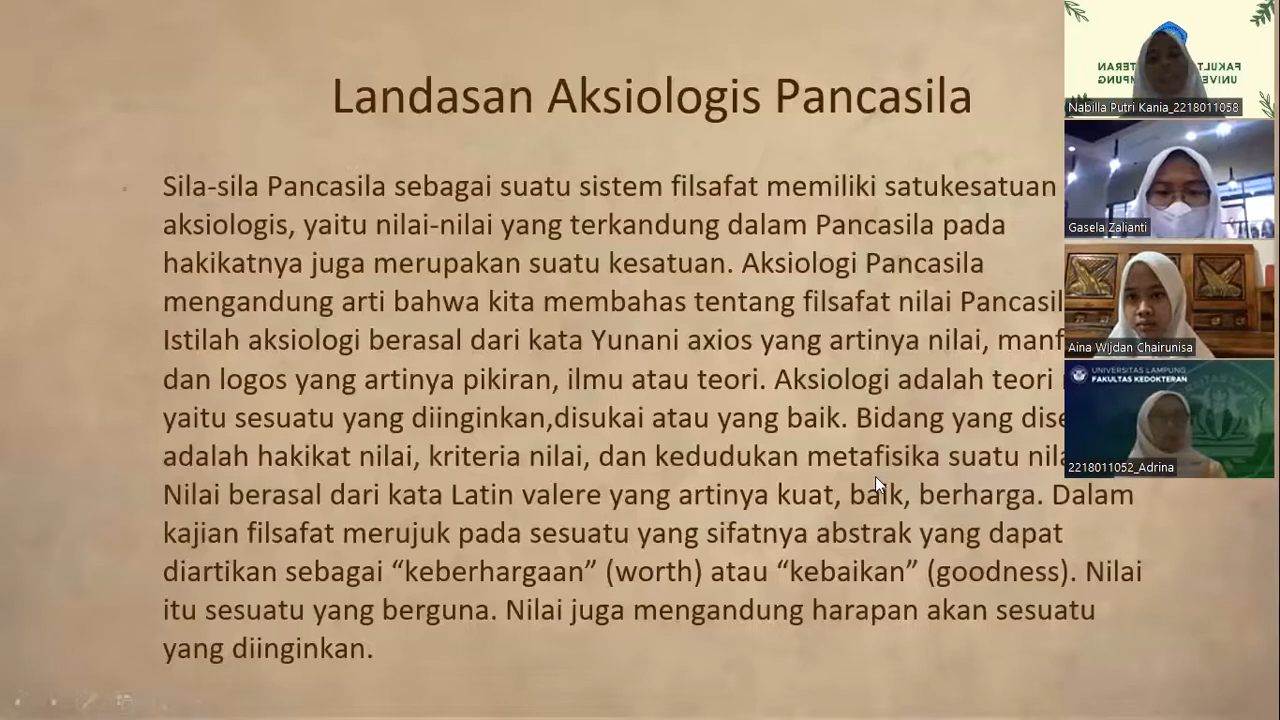 Landasan Aksiologis Pancasila
Sila-sila Pancasila sebagai suatu sistem filsafat memiliki satukesatuan
aksiologis, yaitu nilai-nilai yang terkandung dalam Pancasila pada
hakikatnya juga merupakan suatu kesatuan. Aksiologi Pancasila
mengandung arti bahwa kita membahas tentang filsafat nilai Pancasil
Istilah aksiologi berasal dari kata Yunani axios yang artinya nilai, manf
dan logos yang artinya pikiran, ilmu atau teori. Aksiologi adalah teori
yaitu sesuatu yang diinginkan,disukai atau yang baik. Bidang yang dise
adalah hakikat nilai, kriteria nilai, dan kedudukan metafisika suatu nila
Nilai berasal dari kata Latin valere yang artinya kuat, baik, berharga. Dalam
kajian filsafat merujuk pada sesuatu yang sifatnya abstrak yang dapat
diartikan sebagai “keberhargaan” (worth) atau “kebaikan” (goodness). Nilai
itu sesuatu yang berguna. Nilai juga mengandung harapan akan sesuatu
yang diinginkan.
Nabilla Putri Kania_2218011058
Gasela Zalianti
Aina WIjdan Chairunisa
UNIVERSITAS LAMPUNG
FAKULTAS KEDOKTERAN
2218011052_Adrina